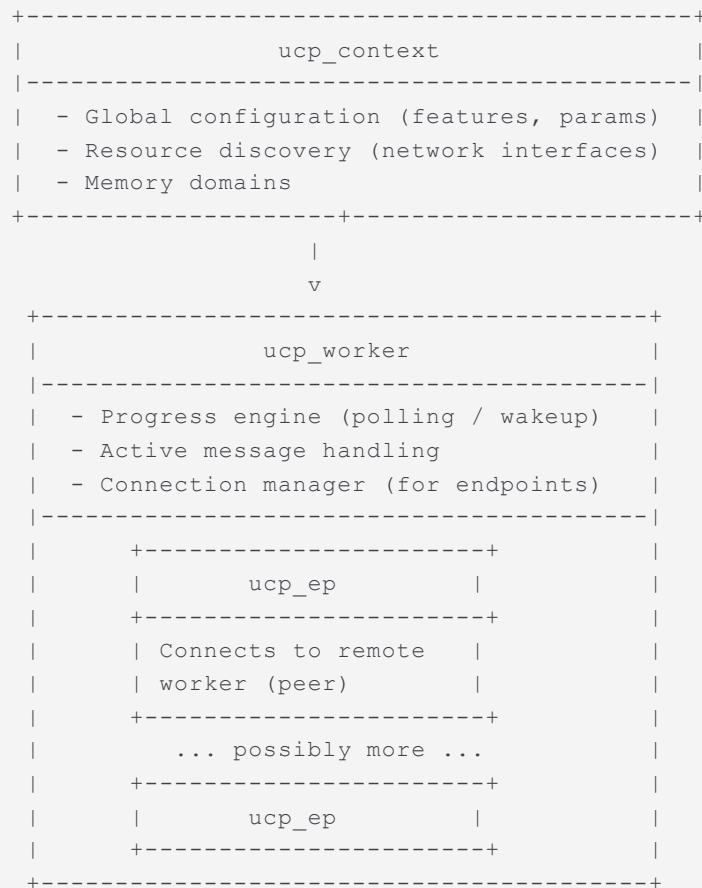 +----------------------------------------------+
|                 ucp_context                  |
|----------------------------------------------|
|  - Global configuration (features, params)   |
|  - Resource discovery (network interfaces)   |
|  - Memory domains                            |
+---------------------+------------------------+
                    |
                    v
 +-----------------------------------------+
 |               ucp_worker                |
 |-----------------------------------------|
 |  - Progress engine (polling / wakeup)   |
 |  - Active message handling              |
 |  - Connection manager (for endpoints)   |
 |-----------------------------------------|
 |      +-----------------------+          |
 |      |       ucp_ep         |           |
 |      +-----------------------+          |
 |      | Connects to remote   |           |
 |      | worker (peer)        |           |
 |      +-----------------------+          |
 |         ... possibly more ...           |
 |      +-----------------------+          |
 |      |       ucp_ep         |           |
 |      +-----------------------+          |
 +-----------------------------------------+